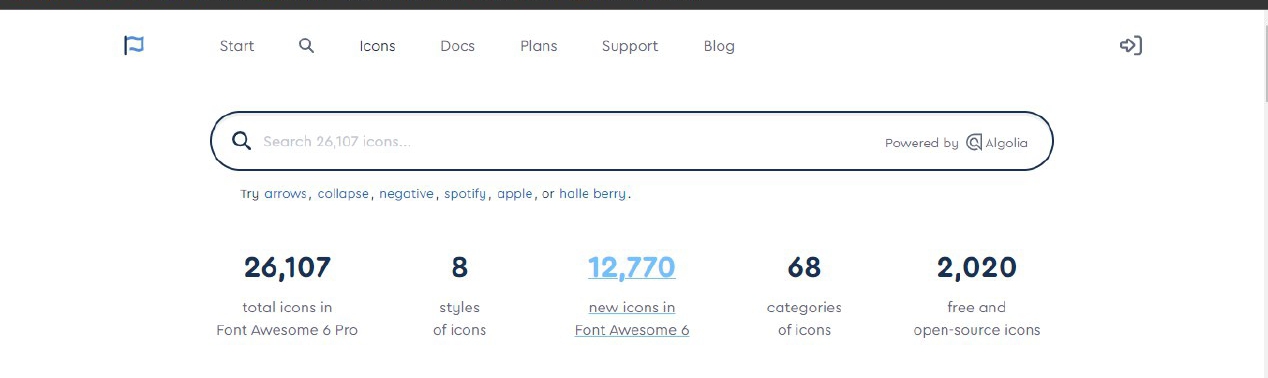 Start Icons Docs Plans Support Blog
Search 26,107 icons...
Powered by Algolia
Try arrows, collapse, negative, spotify, apple, or halle berry.
26,107 8 12,770 68 2,020
total icons in styles new icons in categories free and
Font Awesome 6 Pro of icons Font Awesome 6 of icons open-source icons